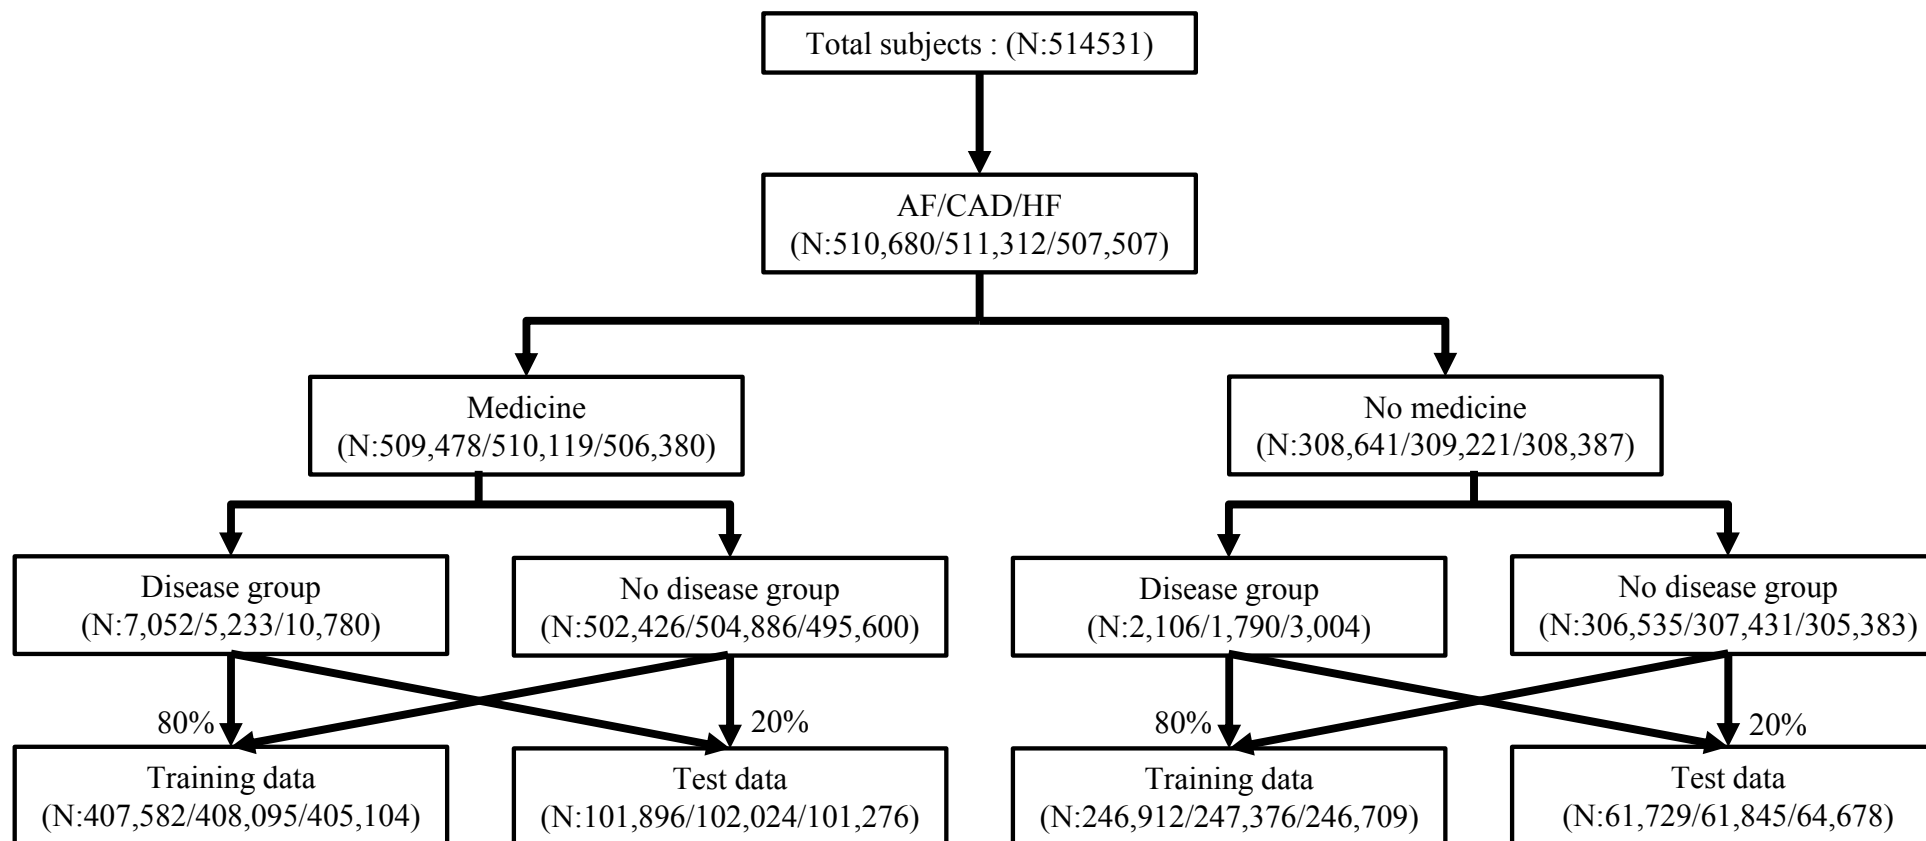 Total subjects : (N:514531)
AF/CAD/HF
(N:510,680/511,312/507,507)
Medicine
(N:509,478/510,119/506,380)
No medicine
(N:308,641/309,221/308,387)
Disease group
(N:7,052/5,233/10,780)
No disease group
(N:502,426/504,886/495,600)
Disease group
(N:2,106/1,790/3,004)
No disease group
(N:306,535/307,431/305,383)
80%
20%
80%
20%
Training data
(N:407,582/408,095/405,104)
Test data
(N:101,896/102,024/101,276)
Training data
(N:246,912/247,376/246,709)
Test data
(N:61,729/61,845/64,678)